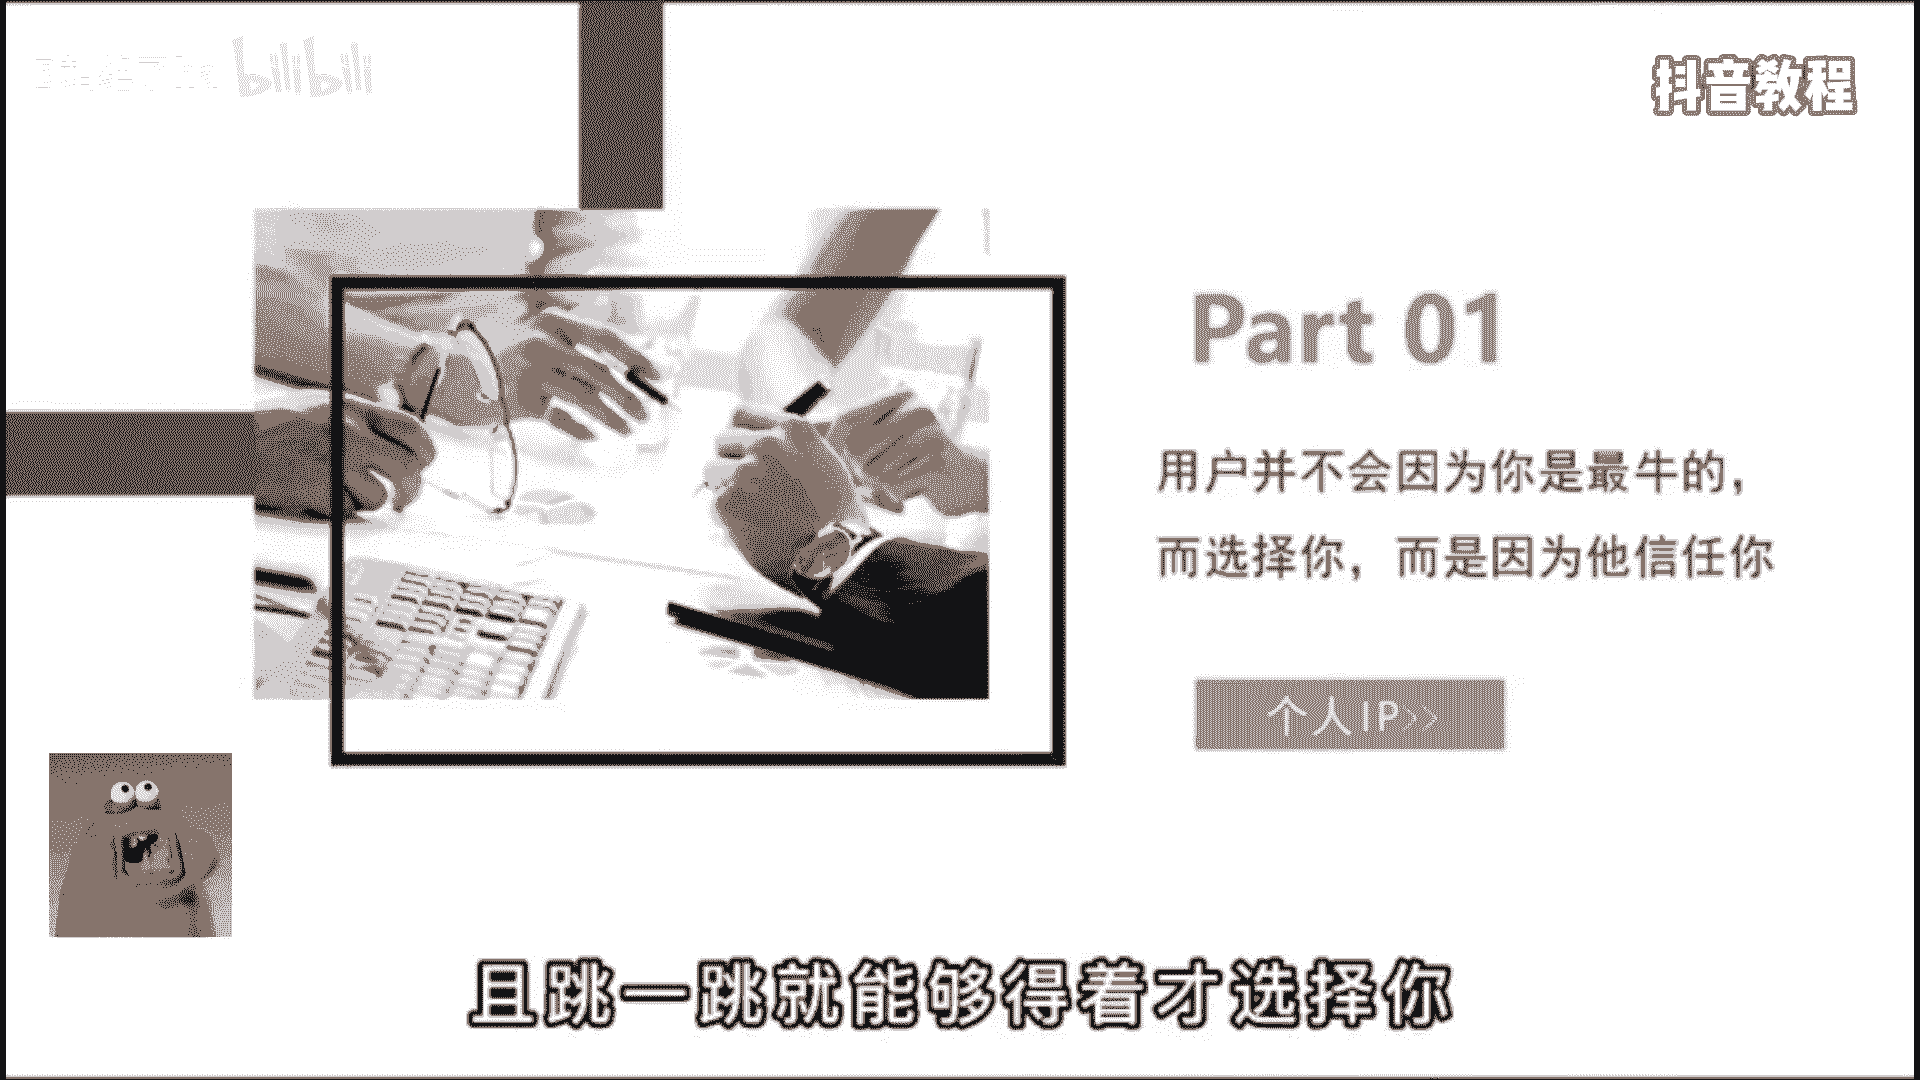 bilibili
抖音教程
Part 01
用户并不会因为你是最牛的，
而选择你，而是因为他信任你
个人IP>>
且跳一跳就能够得着才选择你